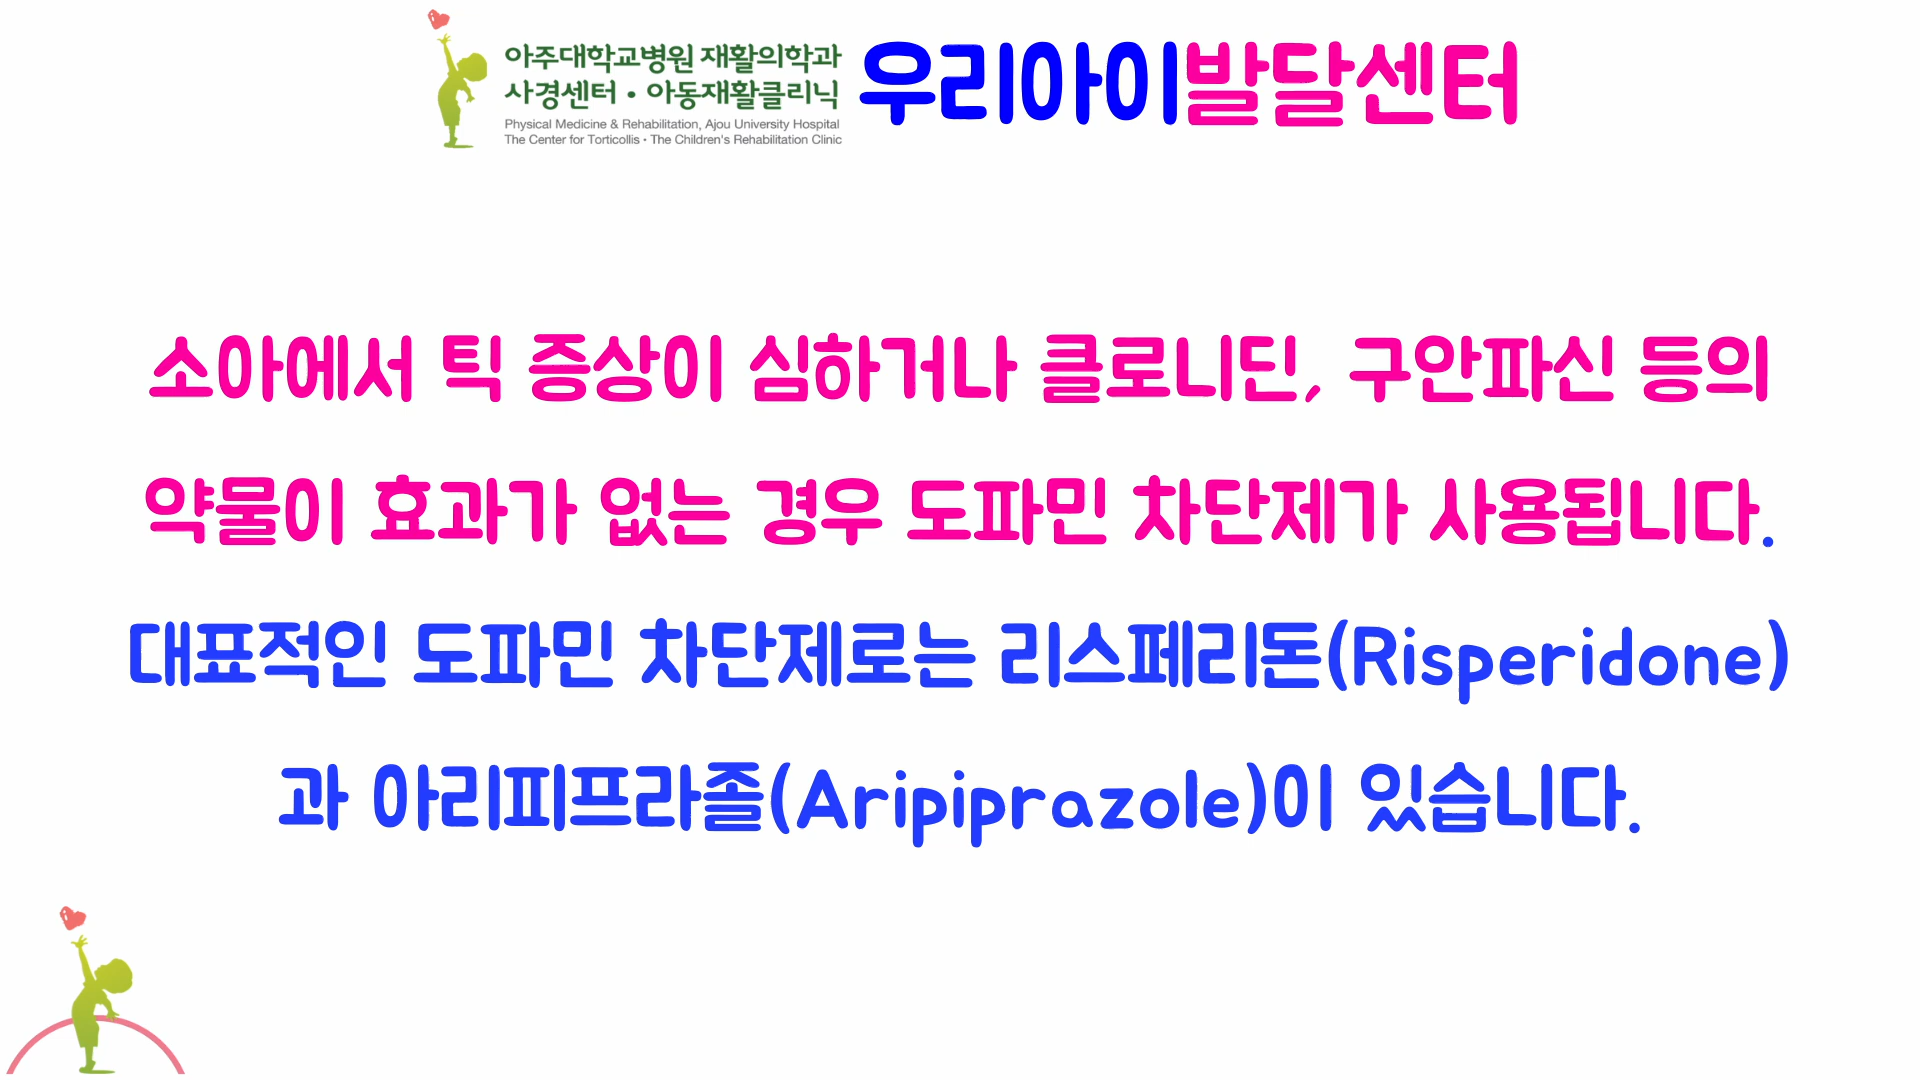 아주대학교병원 재활의학과
사경센터 • 아동재활클리닉
Physical Medicine & Rehabilitation, Ajou University Hospital
The Center for Torticollis • The Children's Rehabilitation Clinic
우리아이발달센터
소아에서 틱 증상이 심하거나 클로니딘, 구안파신 등의
약물이 효과가 없는 경우 도파민 차단제가 사용됩니다.
대표적인 도파민 차단제로는 리스페리돈(Risperidone)
과 아리피프라졸(Aripiprazole)이 있습니다.